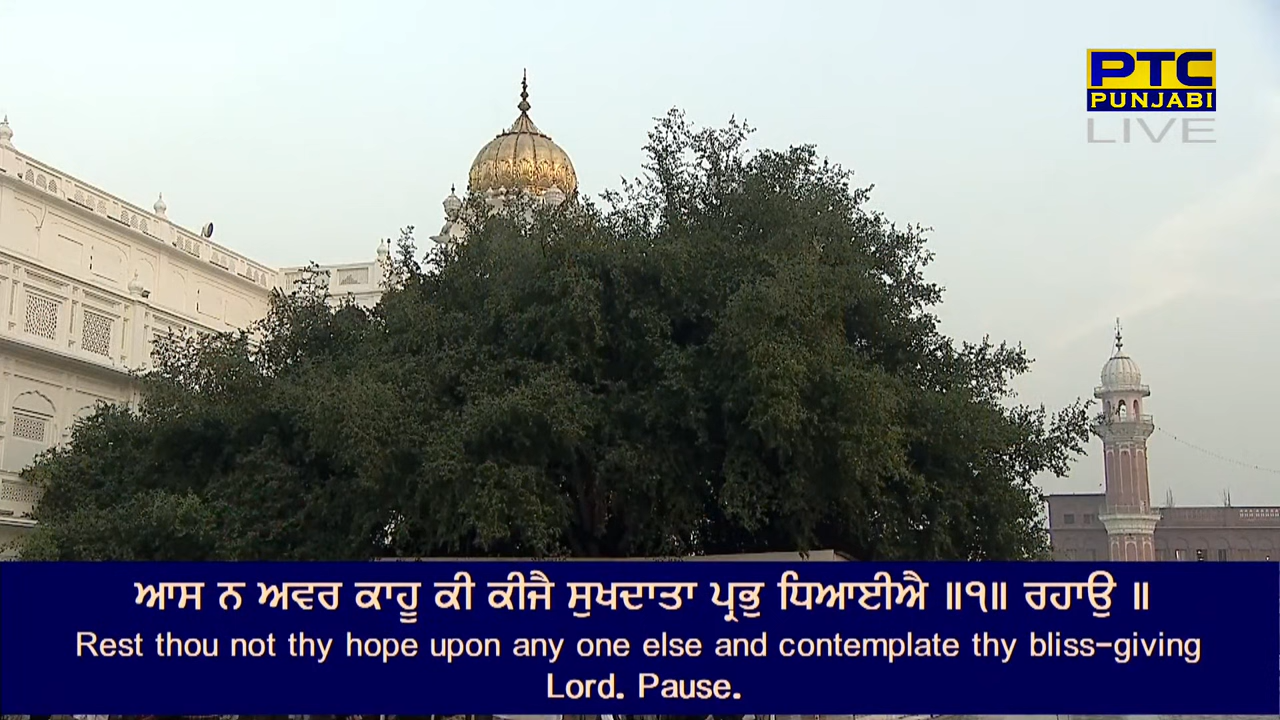 PTC
PUNJABI
LIVE
ਆਸ ਨ ਅਵਰ ਕਾਹੂ ਕੀ ਕੀਜੈ ਸੁਖਦਾਤਾ ਪ੍ਰਭੁ ਧਿਆਈਐ ॥੧॥ ਰਹਾਉ ॥
Rest thou not thy hope upon any one else and contemplate thy bliss-giving
Lord. Pause.